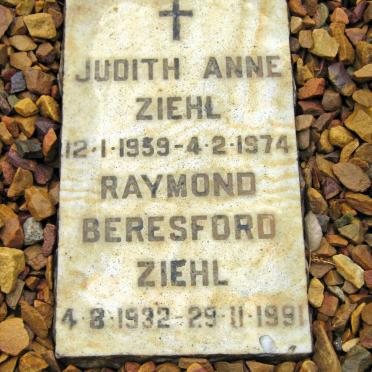 JUDITH ANNE
ZIEHL
12·1·1959-4·2·1974
RAYMOND
BERESFORD
ZIEHL
4·8·1932-29·11·1991